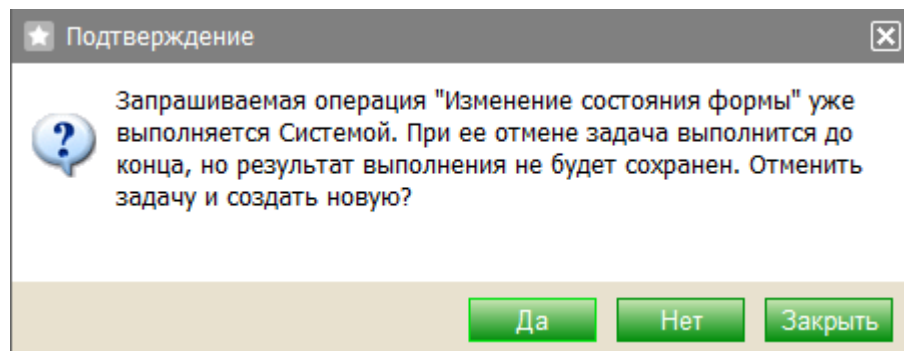 Подтверждение
Запрашиваемая операция "Изменение состояния формы" уже
выполняется Системой. При ее отмене задача выполнится до
конца, но результат выполнения не будет сохранен. Отменить
задачу и создать новую?
Да Нет Закрыть